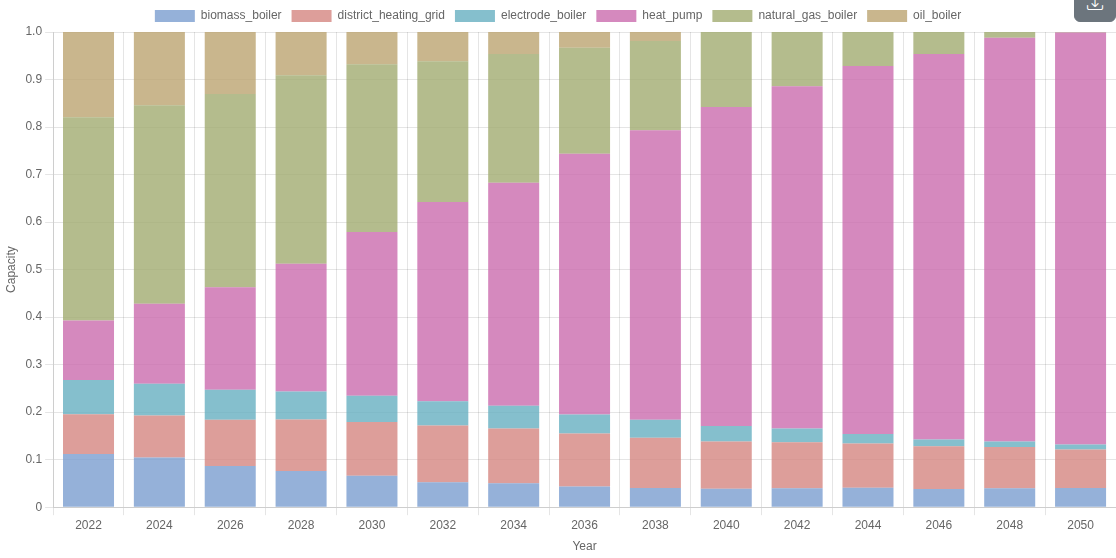 biomass_boiler district_heating_grid electrode_boiler heat_pump natural_gas_boiler oil_boiler
1.0
0.9
0.8
0.7
0.6
0.5
0.4
0.3
0.2
0.1
0
Capacity
2022 2024 2026 2028 2030 2032 2034 2036 2038 2040 2042 2044 2046 2048 2050
Year